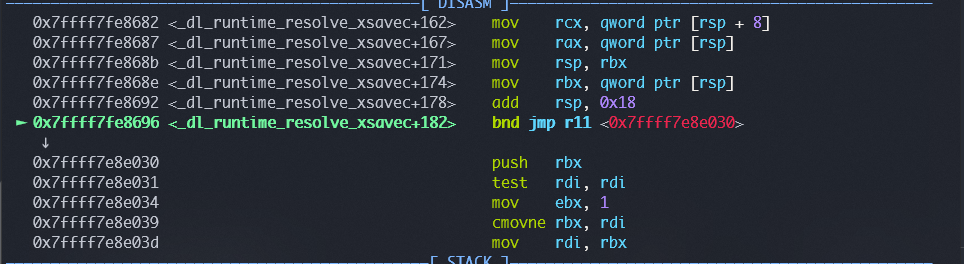 [ DISASM ]
0x7ffff7fe8682 <_dl_runtime_resolve_xsavec+162> mov rcx, qword ptr [rsp + 8]
0x7ffff7fe8687 <_dl_runtime_resolve_xsavec+167> mov rax, qword ptr [rsp]
0x7ffff7fe868b <_dl_runtime_resolve_xsavec+171> mov rsp, rbx
0x7ffff7fe868e <_dl_runtime_resolve_xsavec+174> mov rbx, qword ptr [rsp]
0x7ffff7fe8692 <_dl_runtime_resolve_xsavec+178> add rsp, 0x18
► 0x7ffff7fe8696 <_dl_runtime_resolve_xsavec+182> bnd jmp r11 <0x7ffff7e8e030>
↓
0x7ffff7e8e030 push rbx
0x7ffff7e8e031 test rdi, rdi
0x7ffff7e8e034 mov ebx, 1
0x7ffff7e8e039 cmovne rbx, rdi
0x7ffff7e8e03d mov rdi, rbx
[ STACK ]